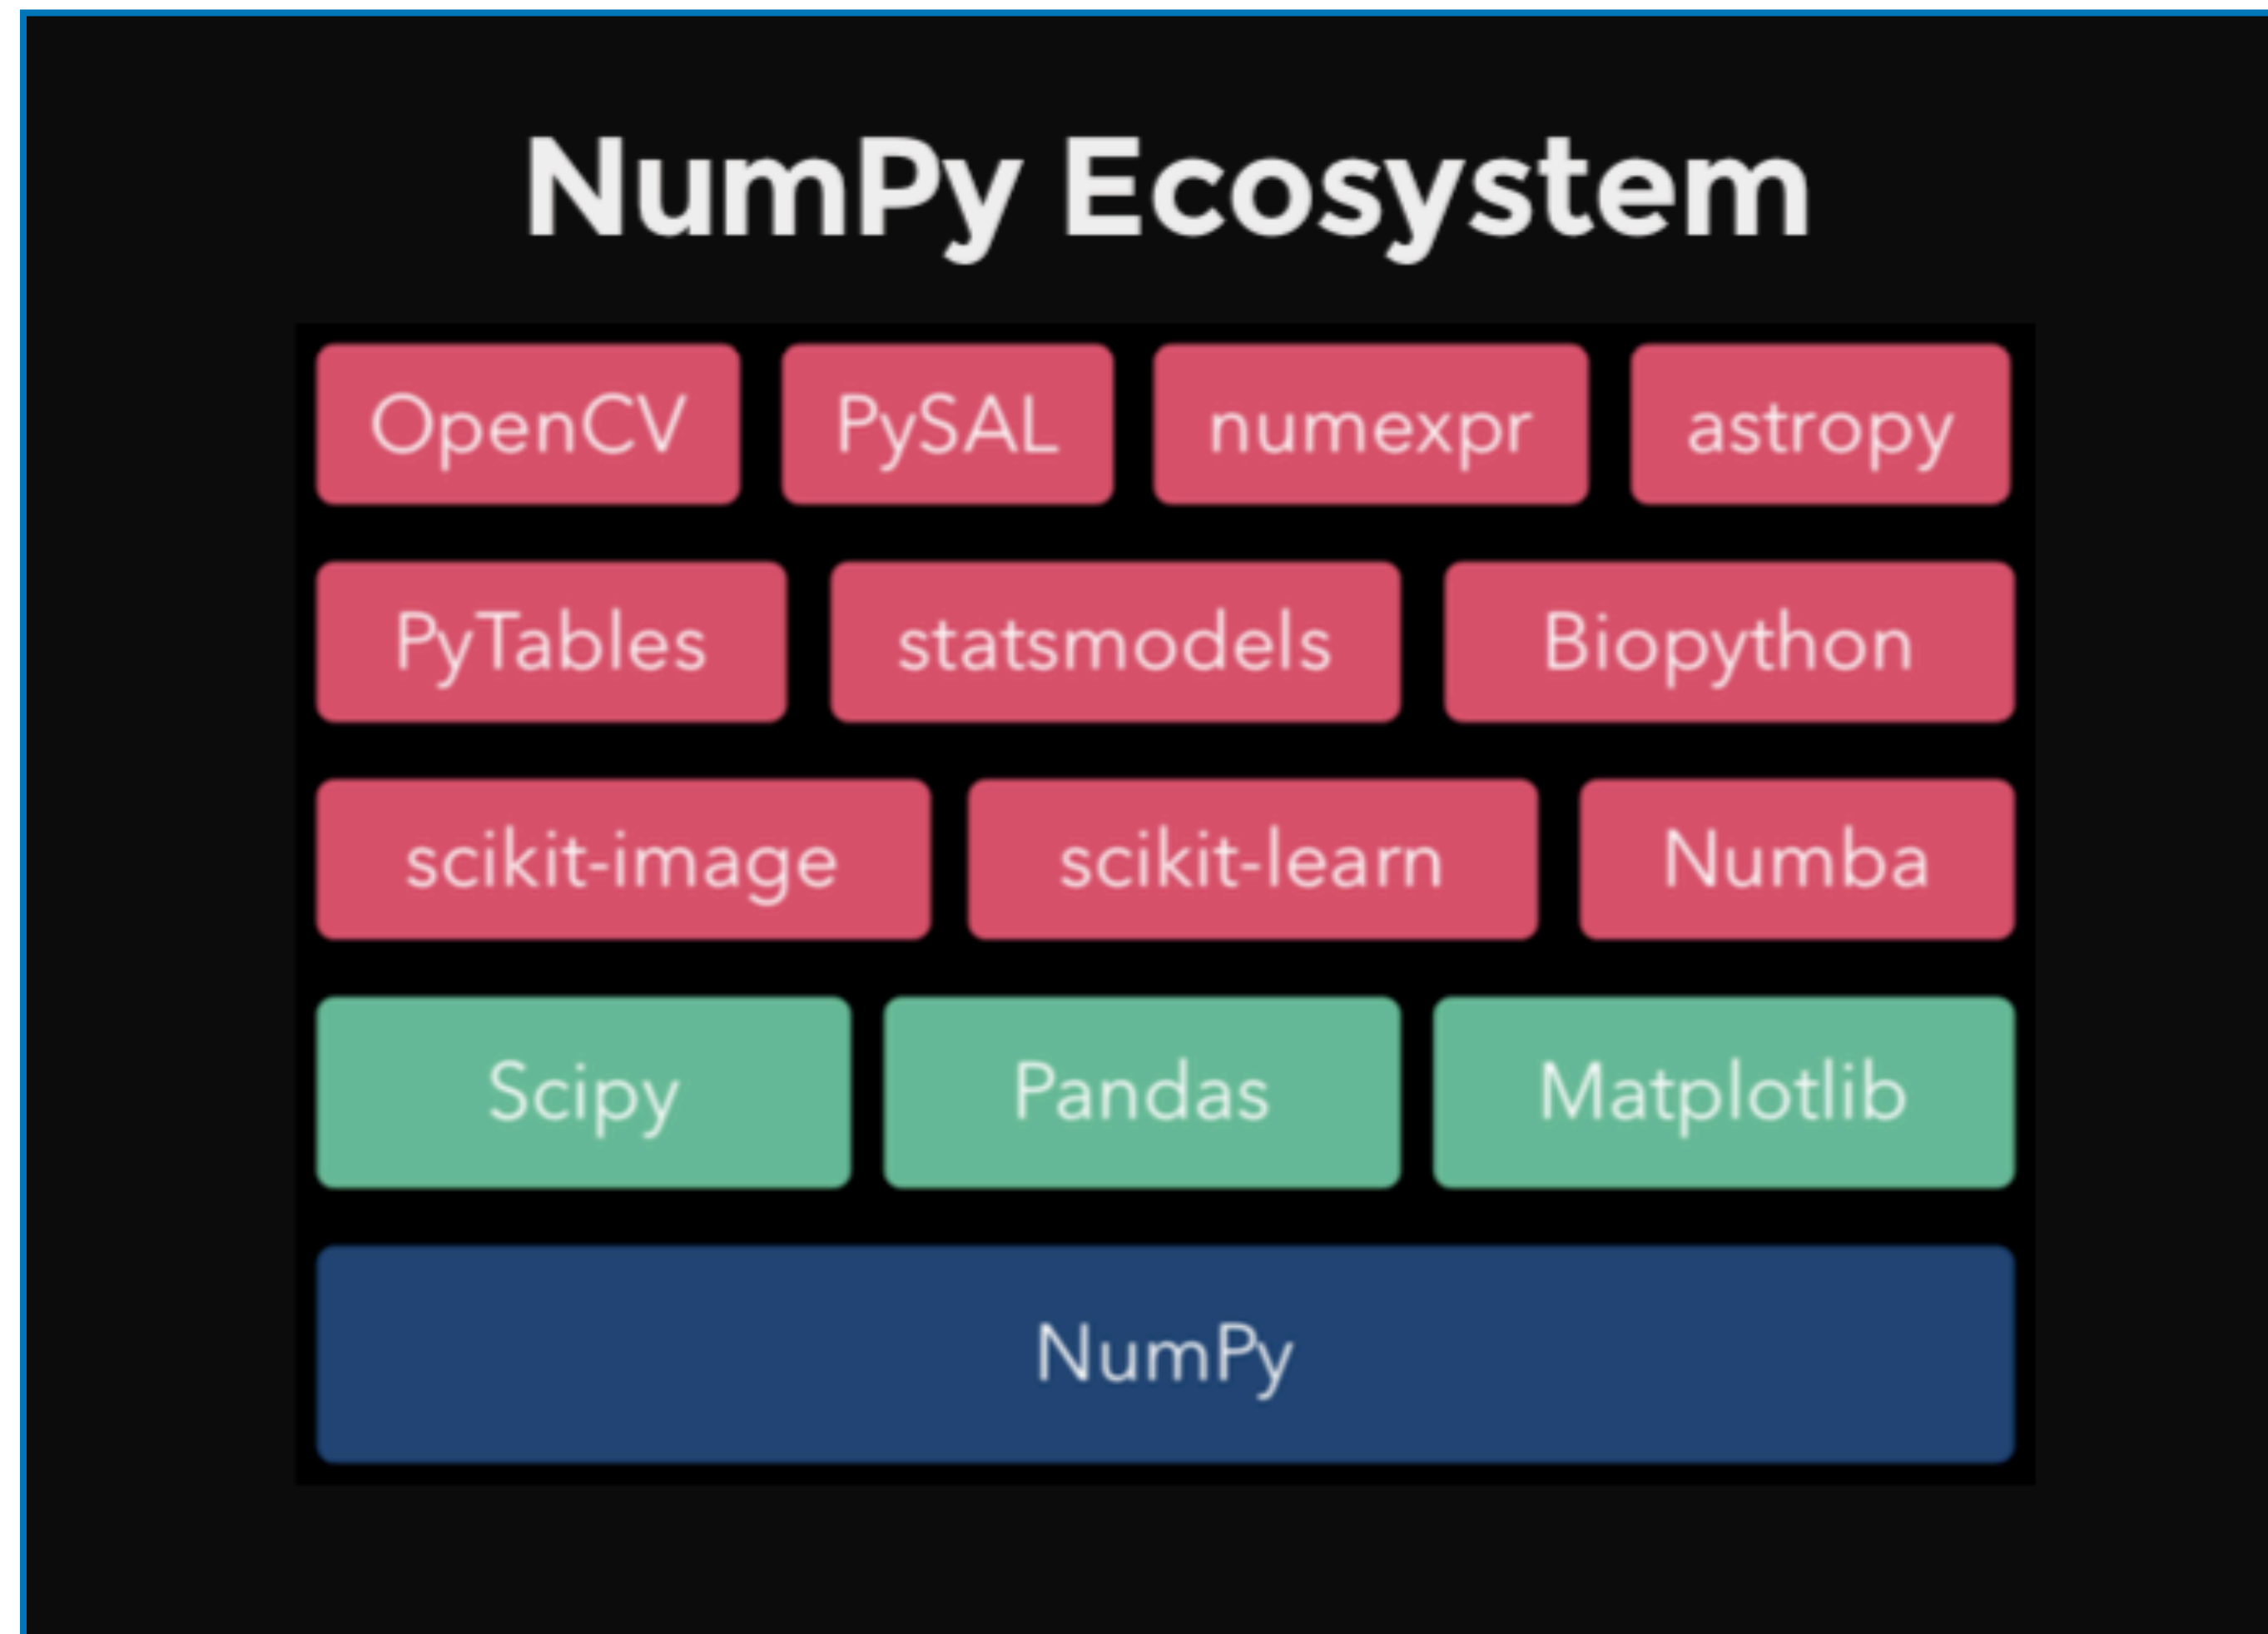 NumPy Ecosystem
OpenCV PySAL numexpr astropy
PyTables statsmodels Biopython
scikit-image scikit-learn Numba
Scipy Pandas Matplotlib
NumPy